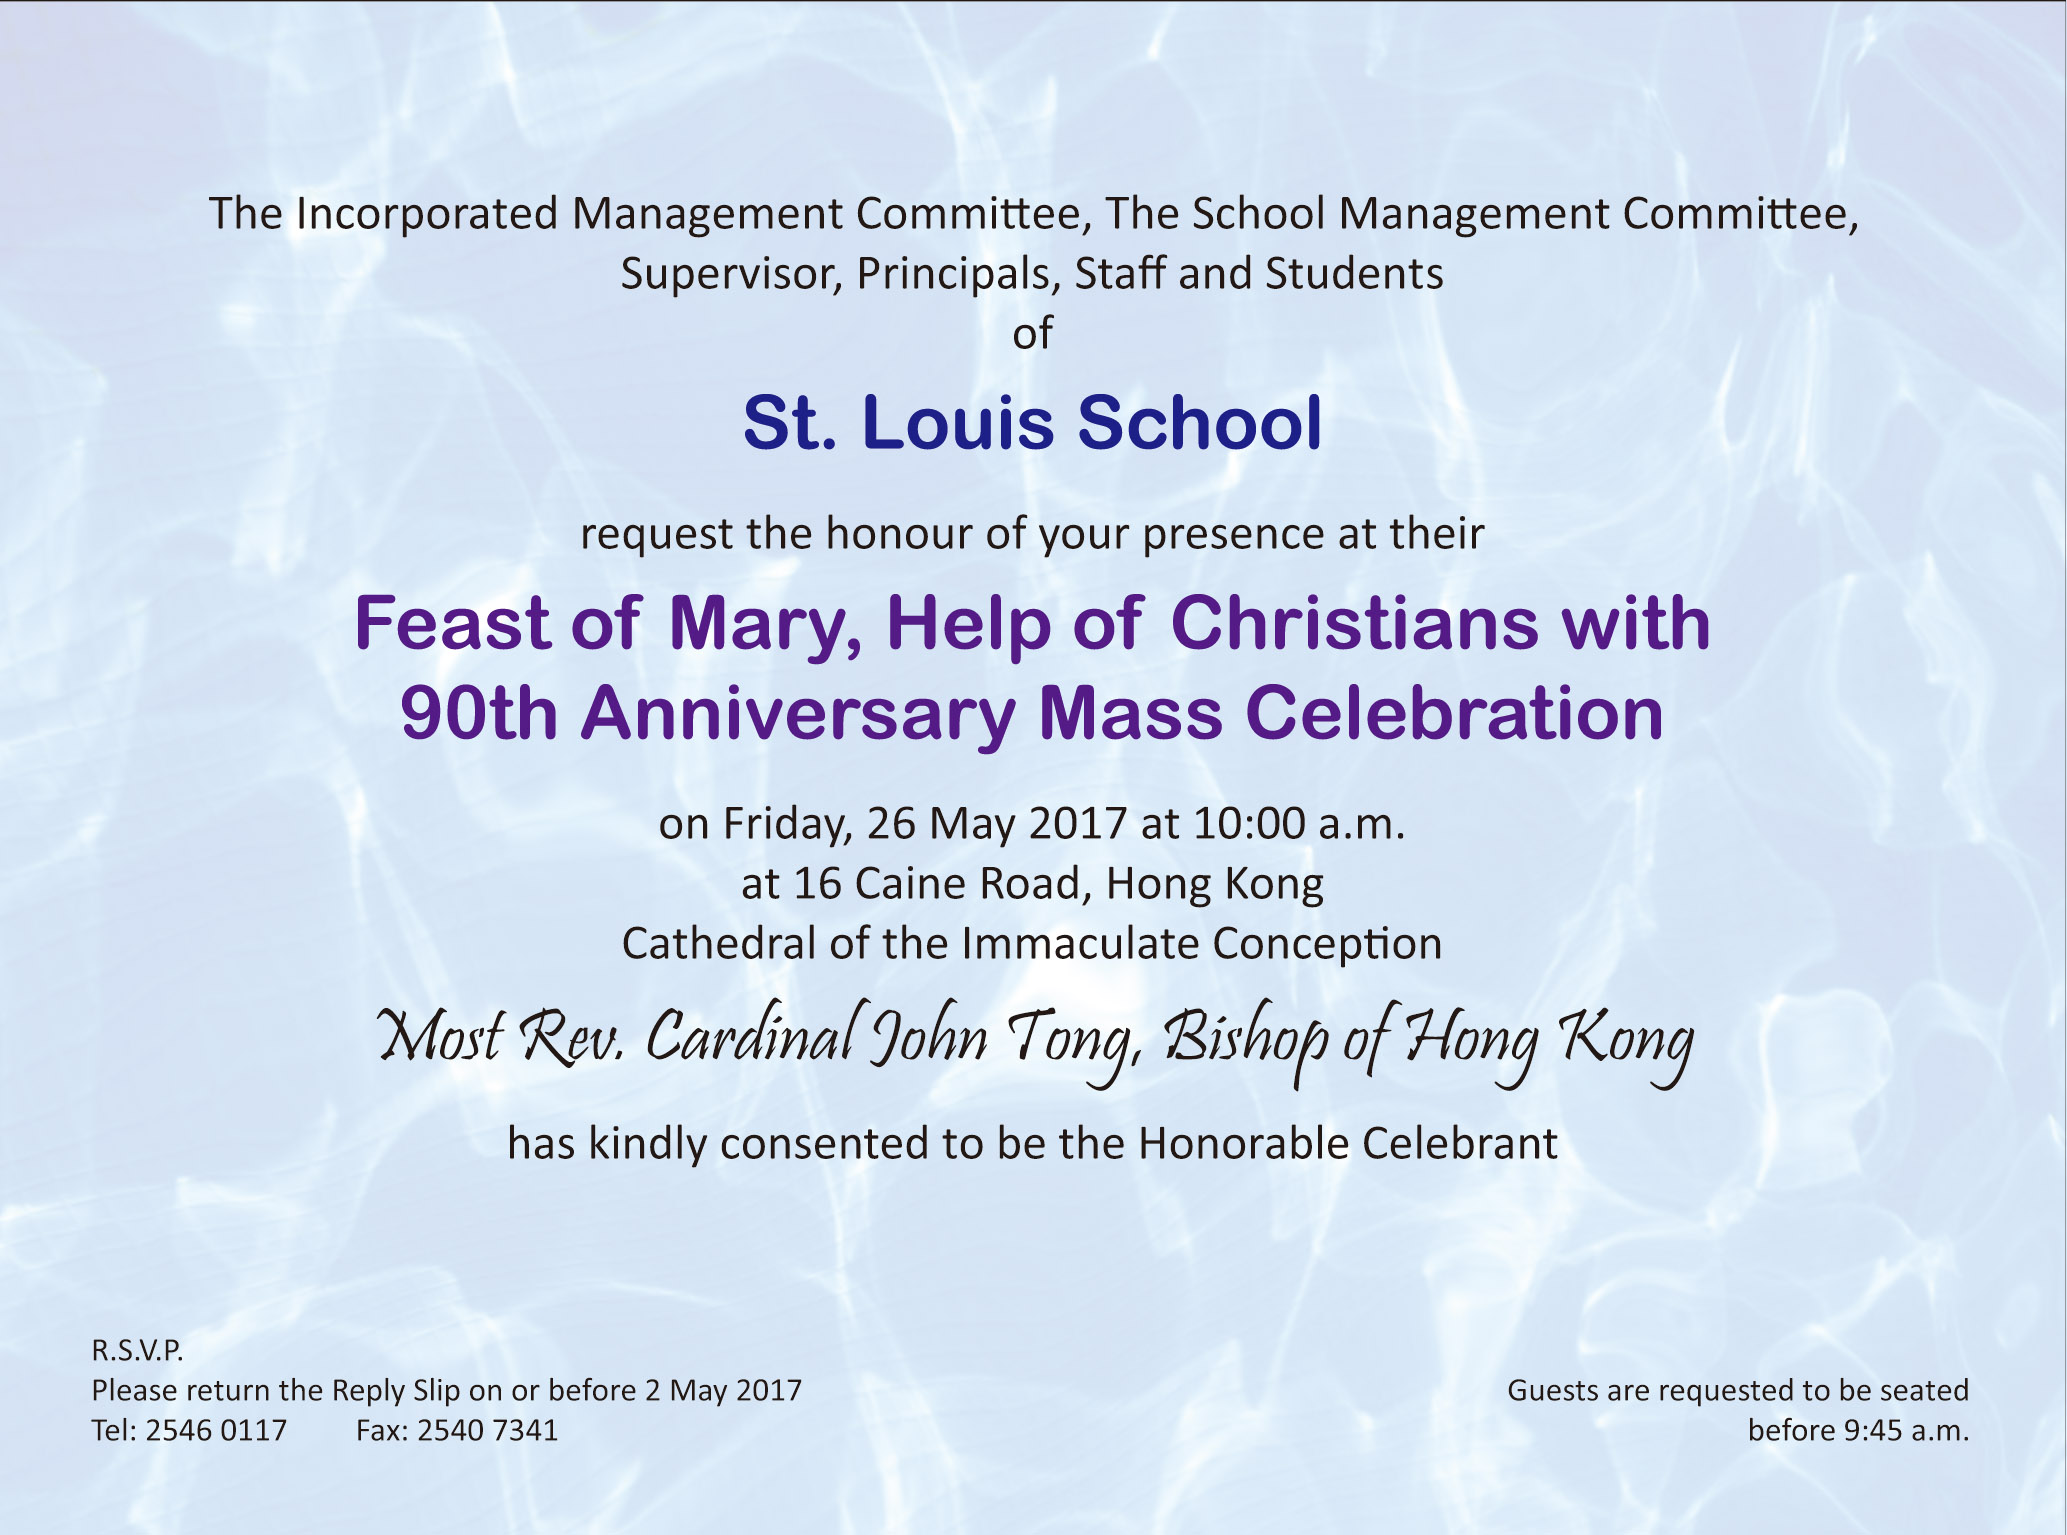 The Incorporated Management Committee, The School Management Committee,
Supervisor, Principals, Staff and Students
of
St. Louis School
request the honour of your presence at their
Feast of Mary, Help of Christians with
90th Anniversary Mass Celebration
on Friday, 26 May 2017 at 10:00 a.m.
at 16 Caine Road, Hong Kong
Cathedral of the Immaculate Conception
Most Rev. Cardinal John Tong, Bishop of Hong Kong
has kindly consented to be the Honorable Celebrant
R.S.V.P.
Please return the Reply Slip on or before 2 May 2017
Tel: 2546 0117 Fax: 2540 7341
Guests are requested to be seated
before 9:45 a.m.